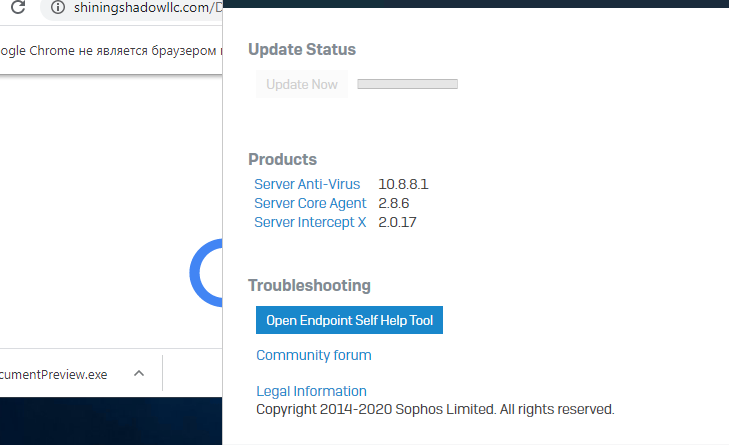 shiningshadowllc.com/D
ogle Chrome не является браузером
Update Status
Update Now
Products
Server Anti-Virus 10.8.8.1
Server Core Agent 2.8.6
Server Intercept X 2.0.17
Troubleshooting
Open Endpoint Self Help Tool
cumentPreview.exe
Community forum
Legal Information
Copyright 2014-2020 Sophos Limited. All rights reserved.